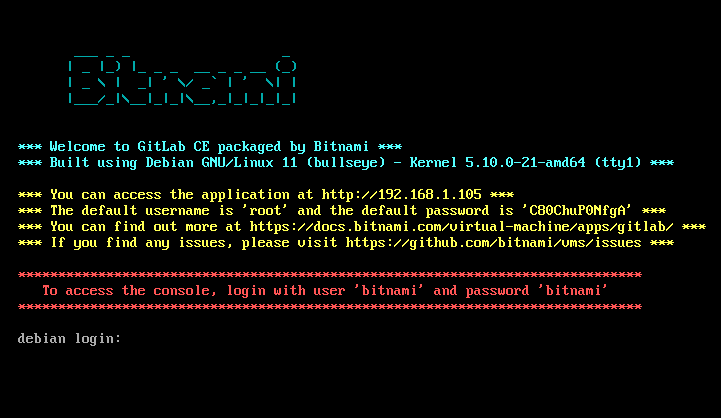 Bitnami
*** Welcome to GitLab CE packaged by Bitnami ***
*** Built using Debian GNU/Linux 11 (bullseye) - Kernel 5.10.0-21-amd64 (tty1) ***
*** You can access the application at http://192.168.1.105 ***
*** The default username is 'root' and the default password is 'C80ChuP0NfgA' ***
*** You can find out more at https://docs.bitnami.com/virtual-machine/apps/gitlab/ ***
*** If you find any issues, please visit https://github.com/bitnami/vms/issues ***
******************************************************************************
To access the console, login with user 'bitnami' and password 'bitnami'
******************************************************************************
debian login: